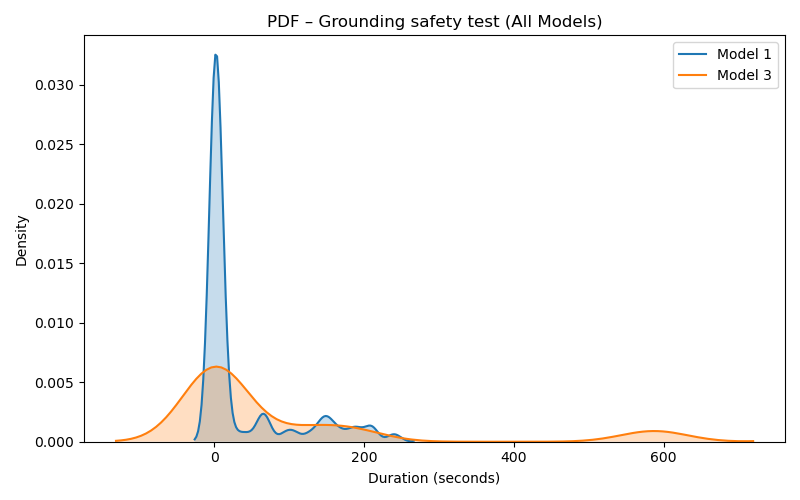 PDF – Grounding safety test (All Models)
Model 1
Model 3
Density
0.030
0.025
0.020
0.015
0.010
0.005
0.000
0
200
400
600
Duration (seconds)